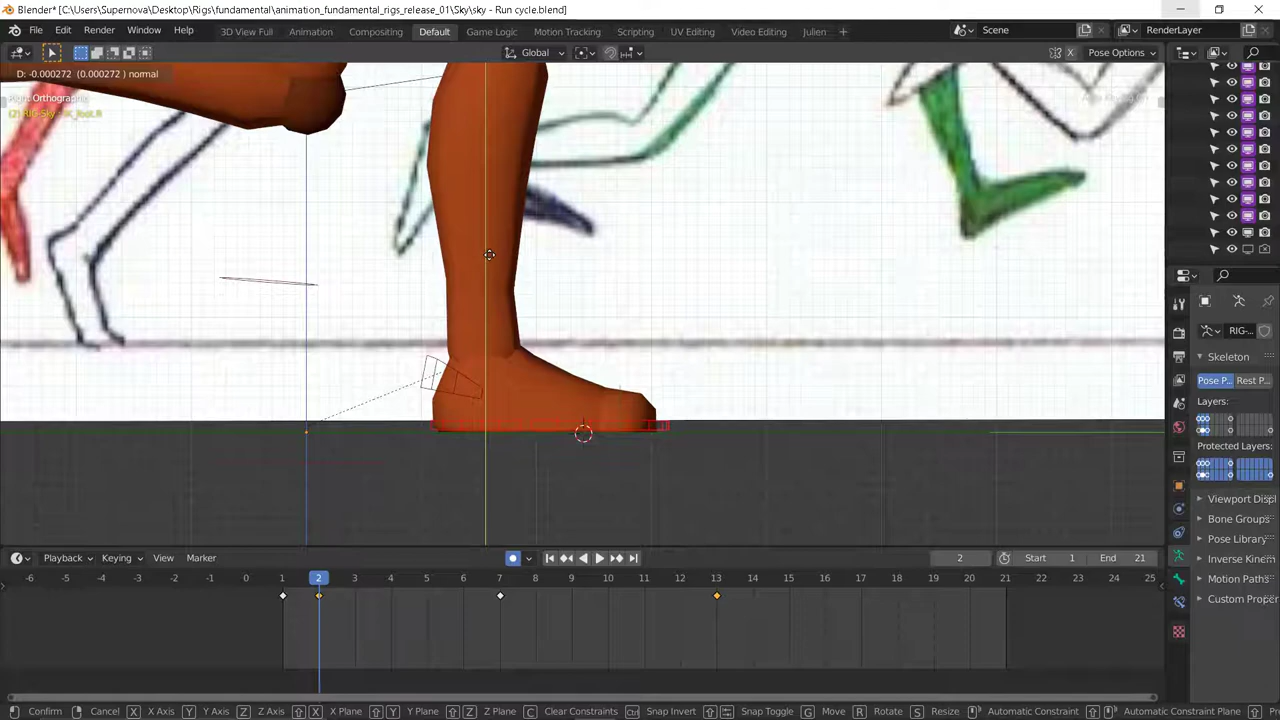 Blender* [C:\Users\Supernova\Desktop\Rigs\fundamental\animation_fundamental_rigs_release_01\Sky\sky - Run cycle.blend]
File Edit Render Window Help 3D View Full Animation Compositing Default Game Logic Motion Tracking Scripting UV Editing Video Editing Julien Scene RenderLayer
Global X Pose Options
D: -0.000272 (0.000272) normal
Right Orthographic
RIG-
Skeleton
Pose P... Rest P...
Layers:
Protected Layers:
Viewport Displ
Bone Groups
Pose Library
Inverse Kinem
Motion Paths
Custom Proper
Playback Keying View Marker 2 Start 1 End 21
-6 -5 -4 -3 -2 -1 0 1 2 3 4 5 6 7 8 9 10 11 12 13 14 15 16 17 18 19 20 21 22 23 24 25
Confirm Cancel X X Axis Y Y Axis Z Z Axis X X Plane Y Y Plane Z Z Plane C Clear Constraints Ctrl Snap Invert Snap Toggle G Move R Rotate S Resize Automatic Constraint Automatic Constraint Plane